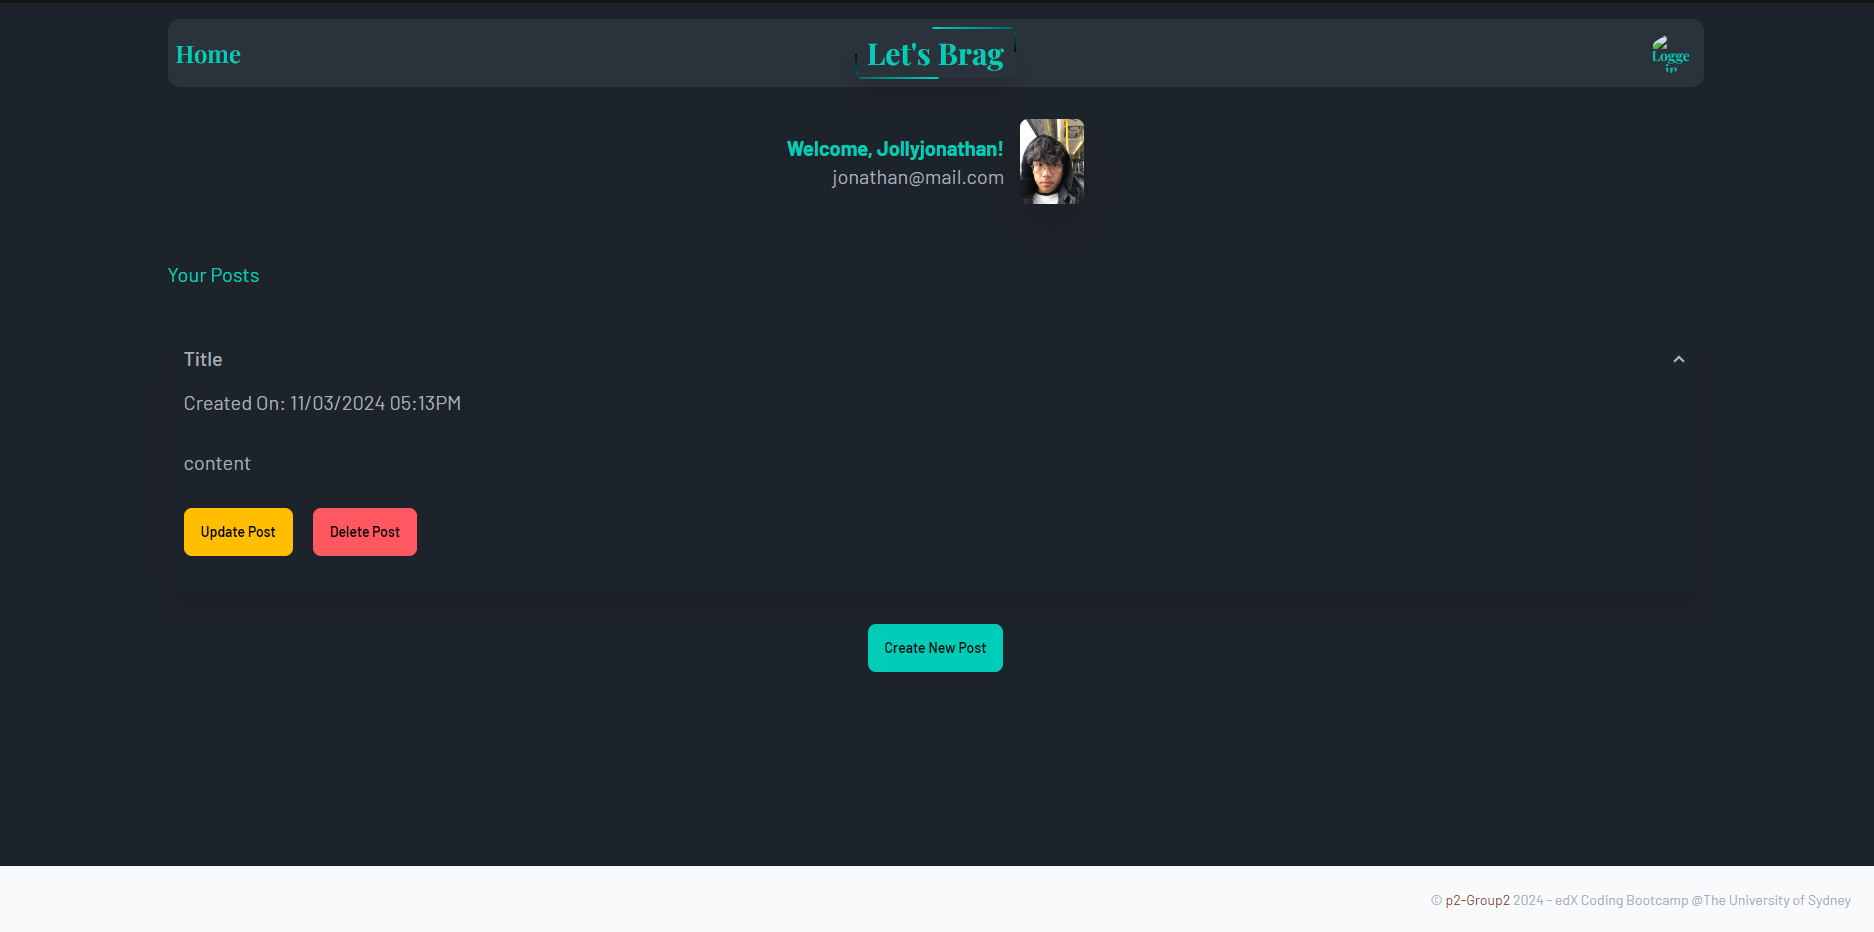 Home
Let's Brag
Logge
in
Welcome, Jollyjonathan!
jonathan@mail.com
Your Posts
Title
Created On: 11/03/2024 05:13PM
content
Update Post
Delete Post
Create New Post
© p2-Group2 2024 - edX Coding Bootcamp @The University of Sydney